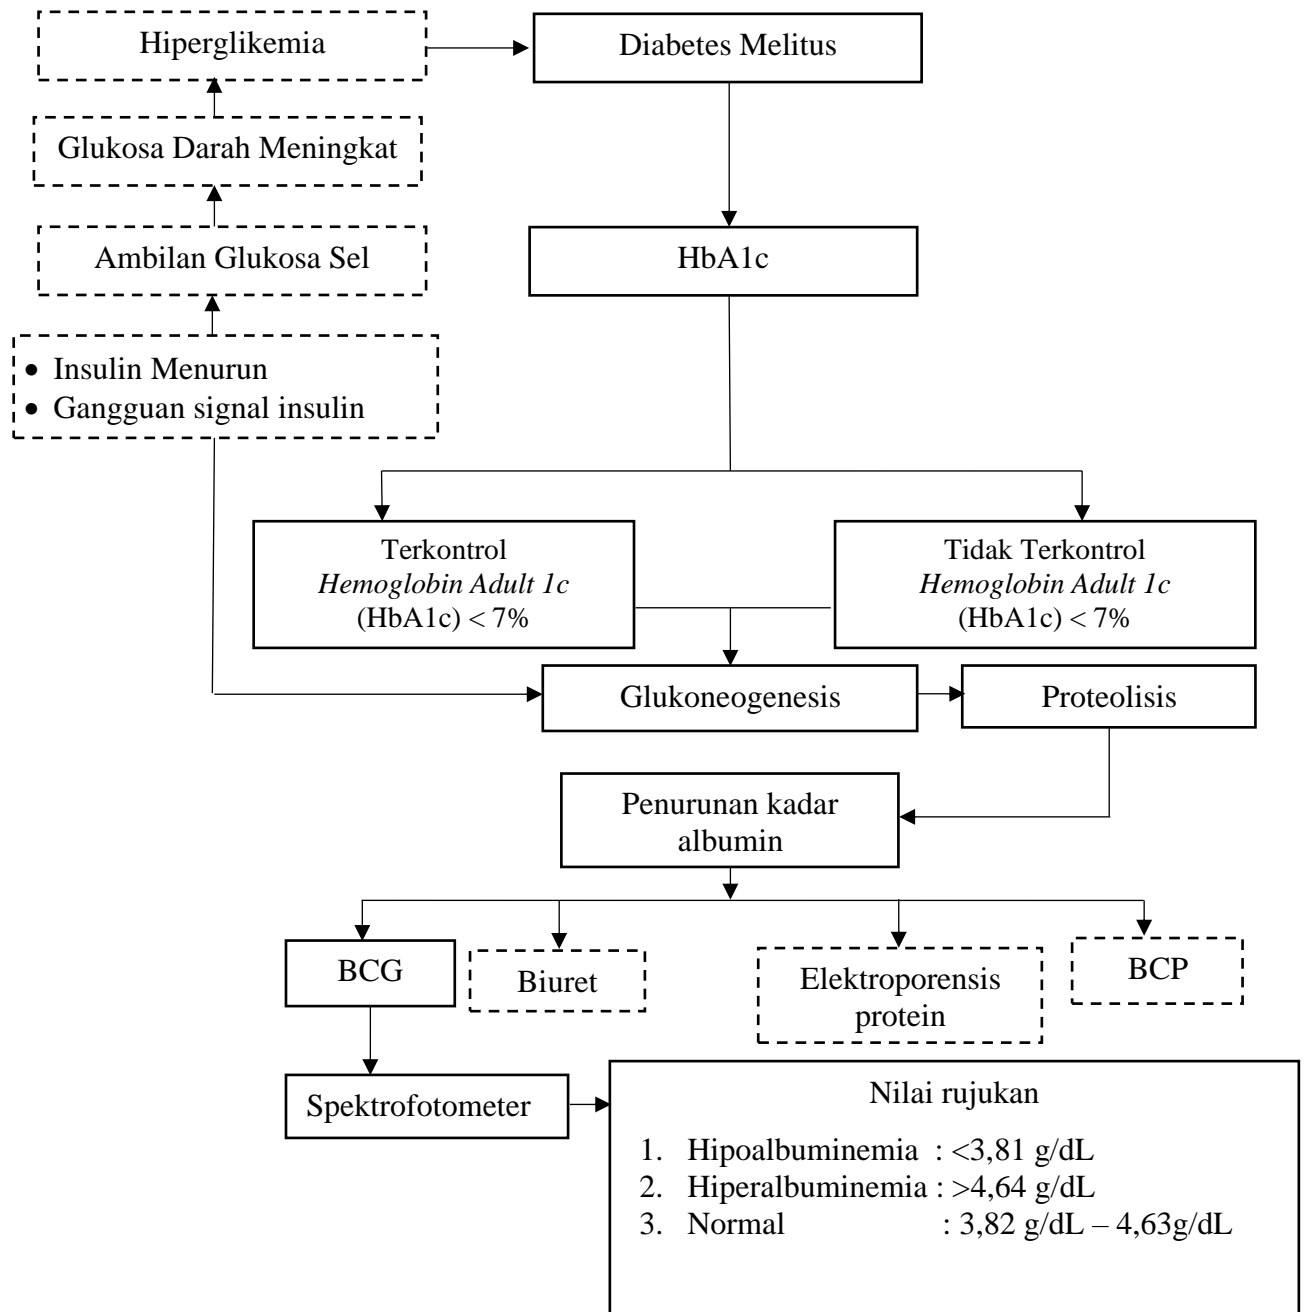 Hiperglikemia
Diabetes Melitus
Glukosa Darah Meningkat
Ambilan Glukosa Sel
HbA1c
• Insulin Menurun
• Gangguan signal insulin
Terkontrol
Hemoglobin Adult 1c
(HbA1c) < 7%
Tidak Terkontrol
Hemoglobin Adult 1c
(HbA1c) < 7%
Glukoneogenesis
Proteolisis
Penurunan kadar
albumin
BCG
Biuret
Elektroporensis
protein
BCP
Spektrofotometer
Nilai rujukan
1. Hipoalbuminemia : <3,81 g/dL
2. Hiperalbuminemia : >4,64 g/dL
3. Normal : 3,82 g/dL – 4,63g/dL